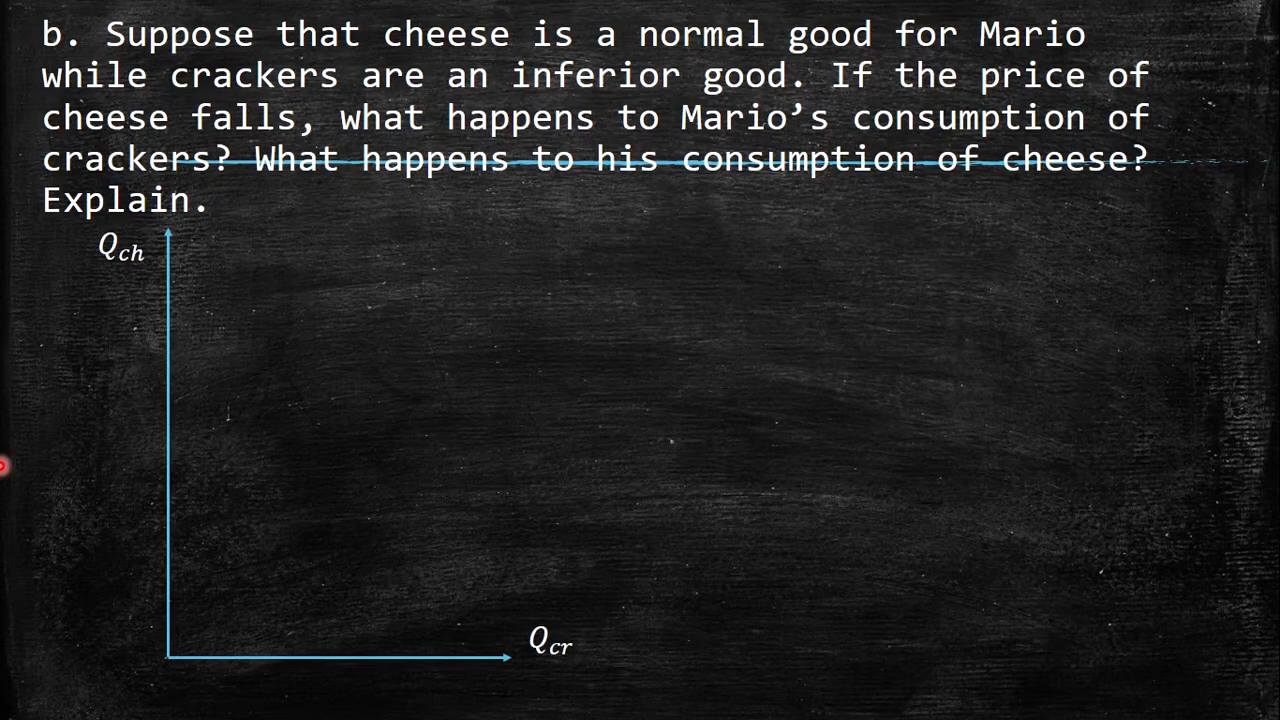 b. Suppose that cheese is a normal good for Mario
while crackers are an inferior good. If the price of
cheese falls, what happens to Mario’s consumption of
crackers? What happens to his consumption of cheese?
Explain.
Q_ch
Q_cr